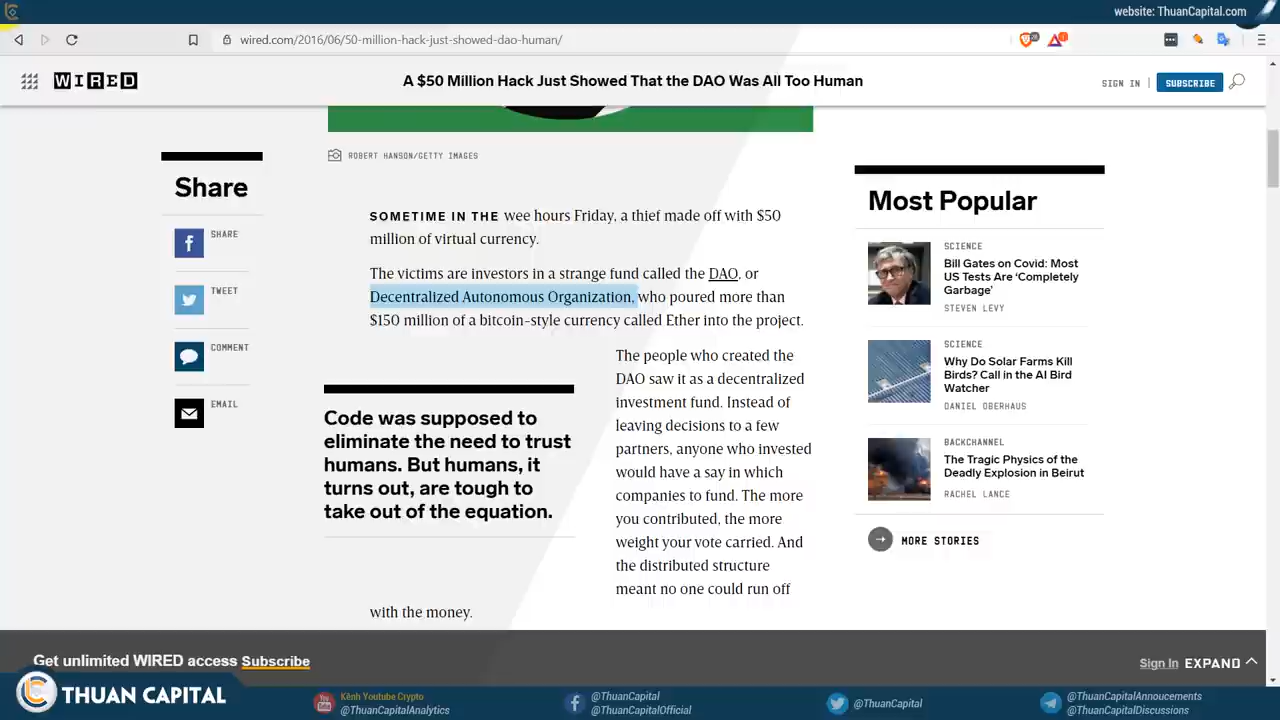 website: ThuanCapital.com
wired.com/2016/06/50-million-hack-just-showed-dao-human/
WIRED
A $50 Million Hack Just Showed That the DAO Was All Too Human
SIGN IN
SUBSCRIBE
ROBERT HANSON/GETTY IMAGES
Share
SHARE
TWEET
COMMENT
EMAIL
SOMETIME IN THE wee hours Friday, a thief made off with $50
million of virtual currency.
The victims are investors in a strange fund called the DAO, or
Decentralized Autonomous Organization, who poured more than
$150 million of a bitcoin-style currency called Ether into the project.
Code was supposed to
eliminate the need to trust
humans. But humans, it
turns out, are tough to
take out of the equation.
The people who created the
DAO saw it as a decentralized
investment fund. Instead of
leaving decisions to a few
partners, anyone who invested
would have a say in which
companies to fund. The more
you contributed, the more
weight your vote carried. And
the distributed structure
meant no one could run off
with the money.
Most Popular
SCIENCE
Bill Gates on Covid: Most
US Tests Are ‘Completely
Garbage’
STEVEN LEVY
SCIENCE
Why Do Solar Farms Kill
Birds? Call in the AI Bird
Watcher
DANIEL OBERHAUS
BACKCHANNEL
The Tragic Physics of the
Deadly Explosion in Beirut
RACHEL LANCE
MORE STORIES
Get unlimited WIRED access Subscribe
Sign In EXPAND
THUAN CAPITAL
Kênh Youtube Crypto
@ThuanCapitalAnalytics
@ThuanCapital
@ThuanCapitalOfficial
@ThuanCapital
@ThuanCapitalAnnoucements
@ThuanCapitalDiscussions